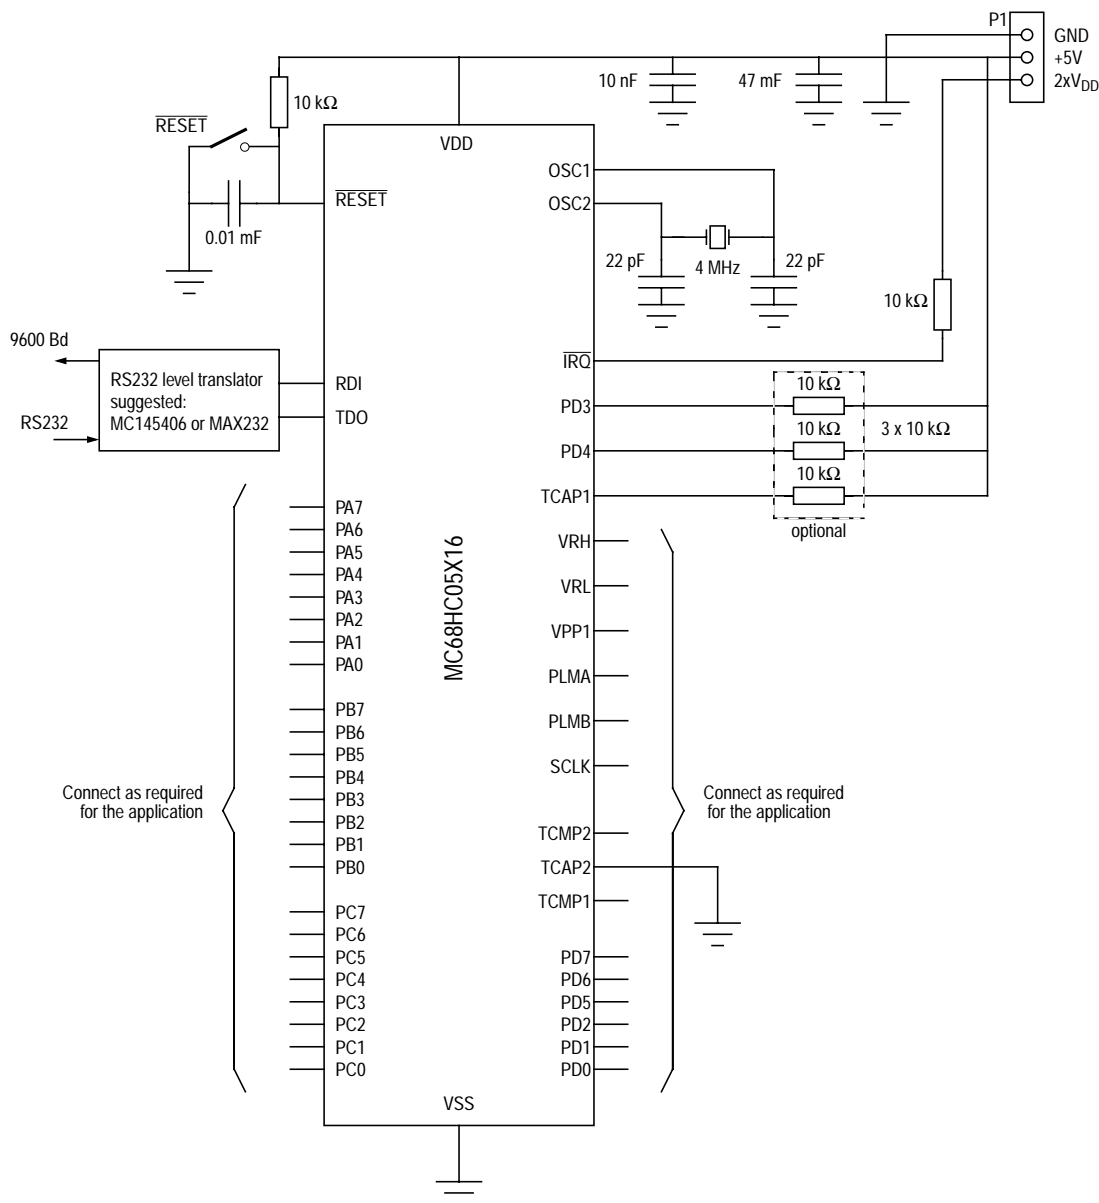 P1
GND
+5V
2xVDD
10 nF
47 mF
10 kΩ
RESET
VDD
OSC1
RESET
OSC2
0.01 mF
22 pF
4 MHz
22 pF
10 kΩ
9600 Bd
IRQ
RS232 level translator
suggested:
MC145406 or MAX232
RDI
10 kΩ
PD3
RS232
TDO
10 kΩ
3 x 10 kΩ
PD4
10 kΩ
TCAP1
optional
PA7
PA6
PA5
PA4
PA3
PA2
PA1
PA0
PB7
PB6
PB5
PB4
PB3
PB2
PB1
PB0
PC7
PC6
PC5
PC4
PC3
PC2
PC1
PC0
Connect as required
for the application
MC68HC05X16
VRH
VRL
VPP1
PLMA
PLMB
SCLK
TCMP2
TCAP2
TCMP1
PD7
PD6
PD5
PD2
PD1
PD0
Connect as required
for the application
VSS